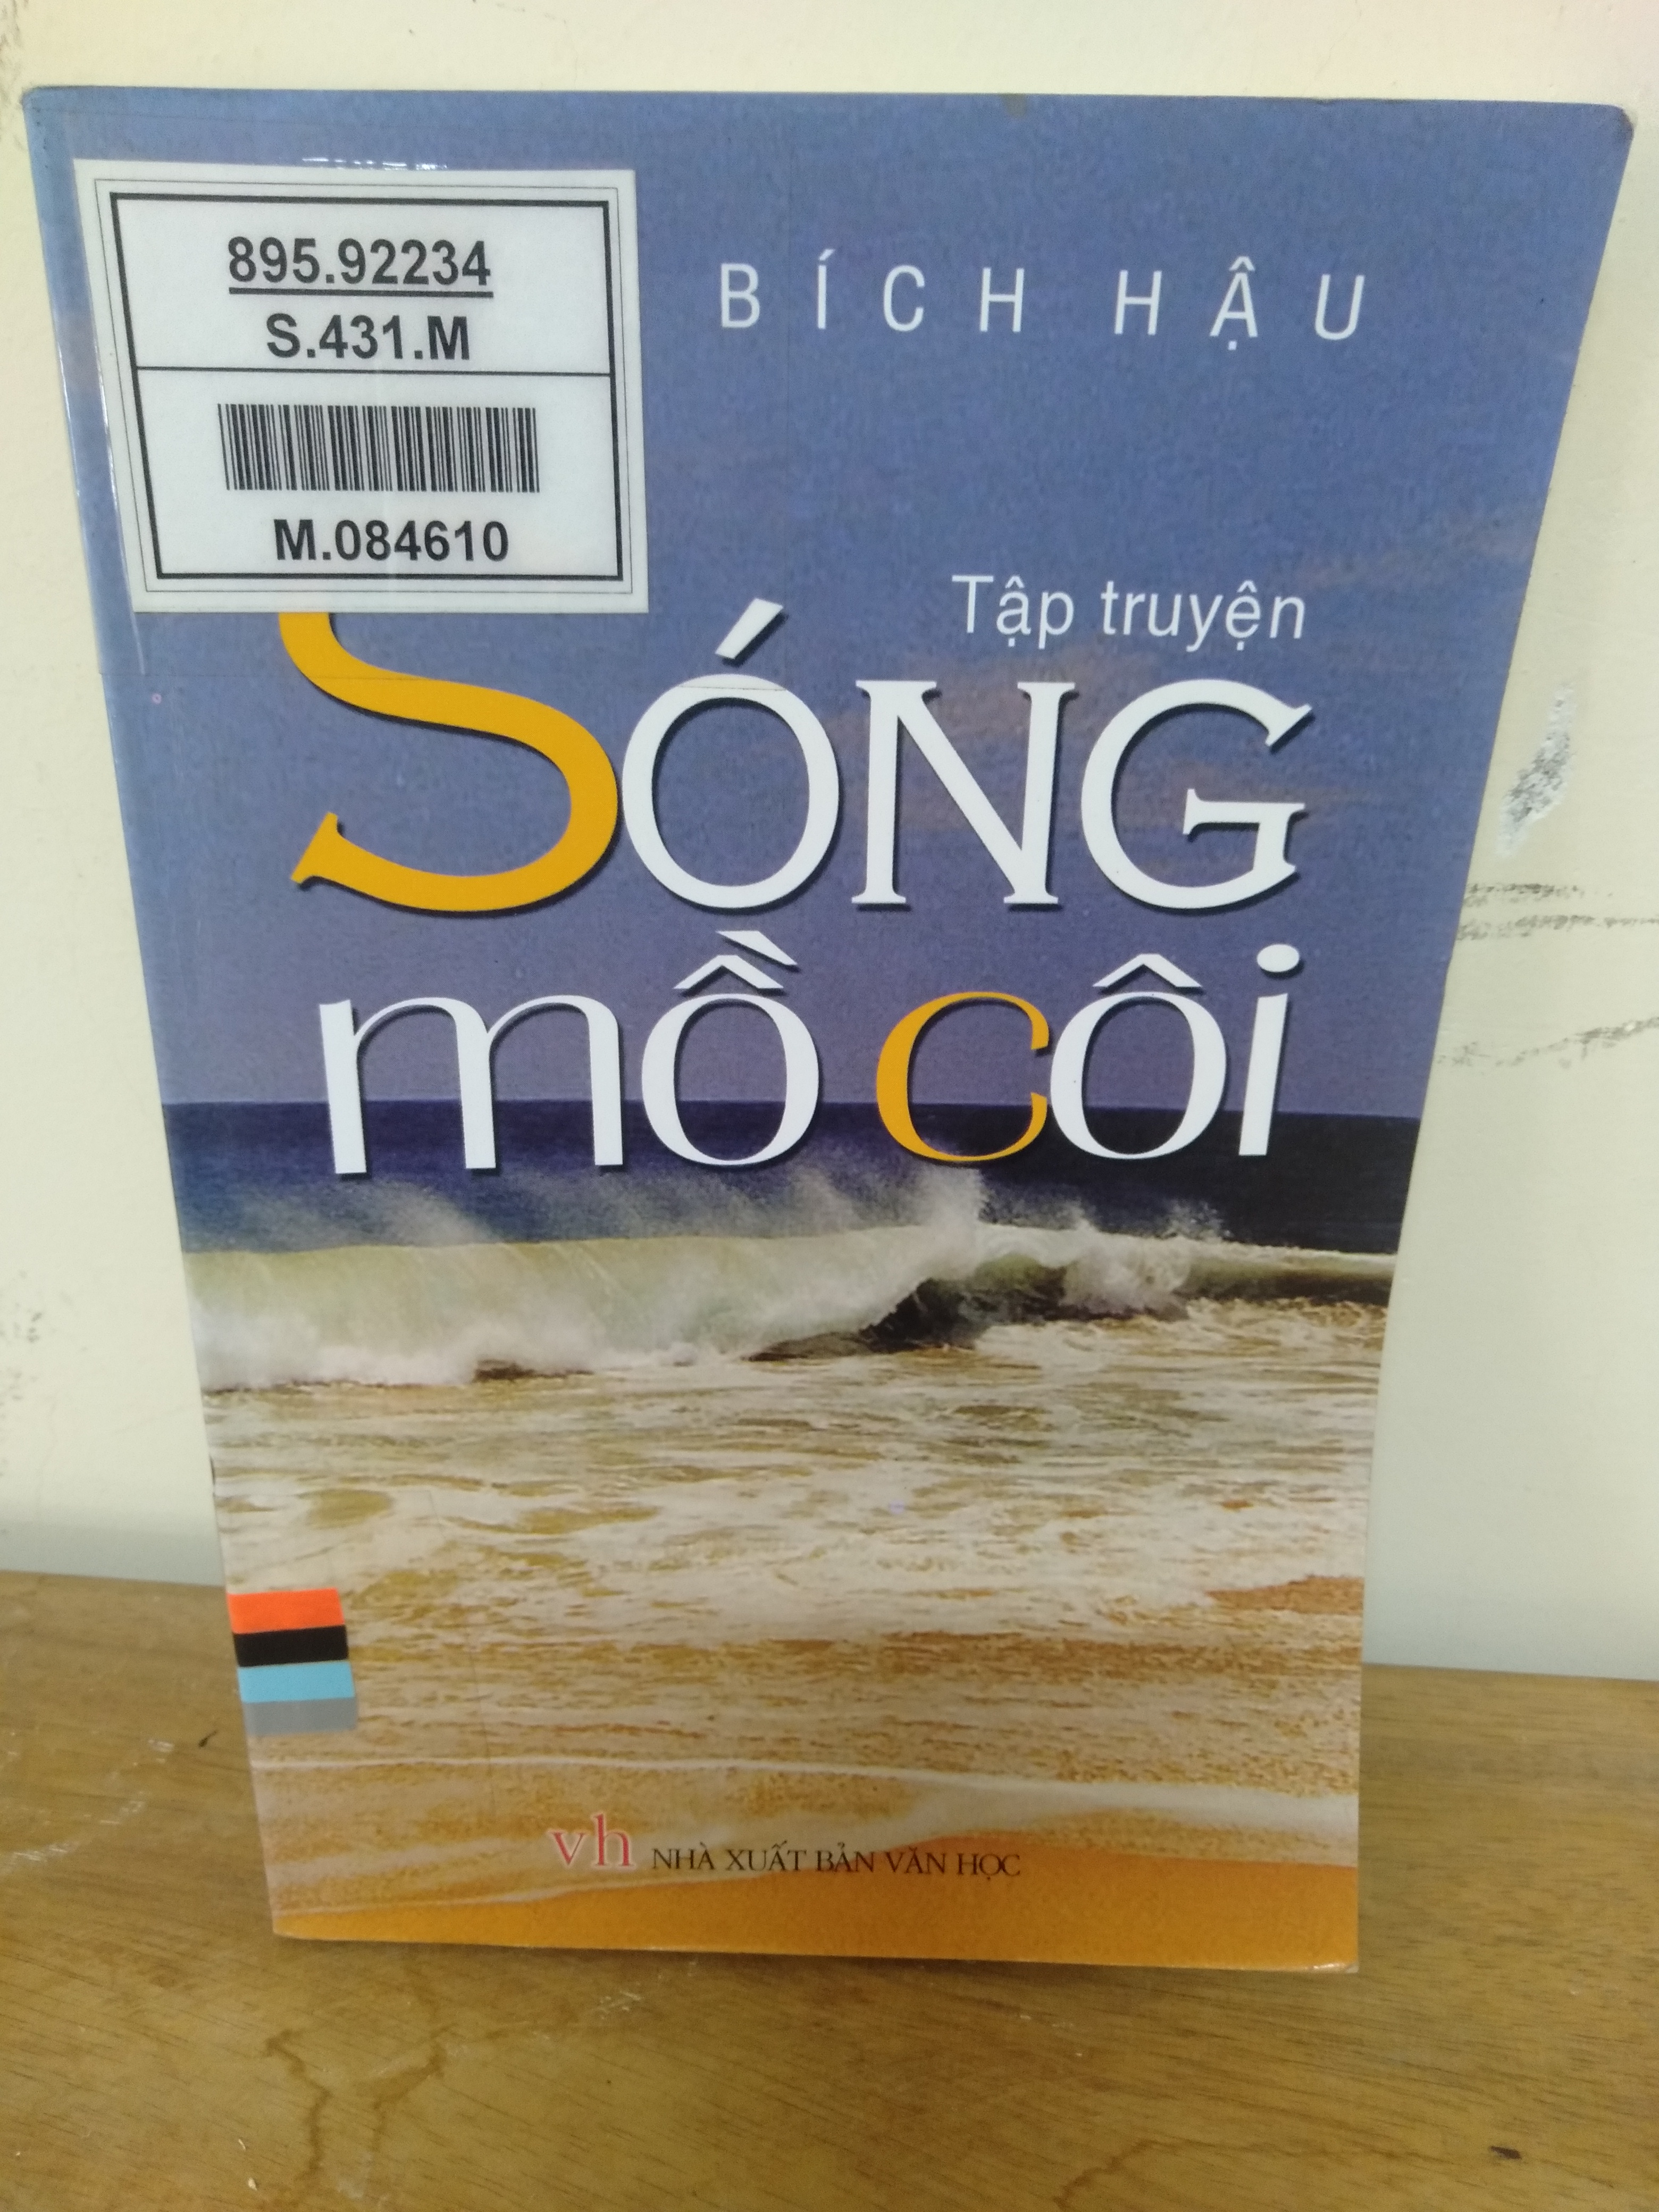 895.92234
S.431.M
M.084610
BÍCH HẬU
Tập truyện
SÓNG
mồ côi
vh NHÀ XUẤT BẢN VĂN HỌC